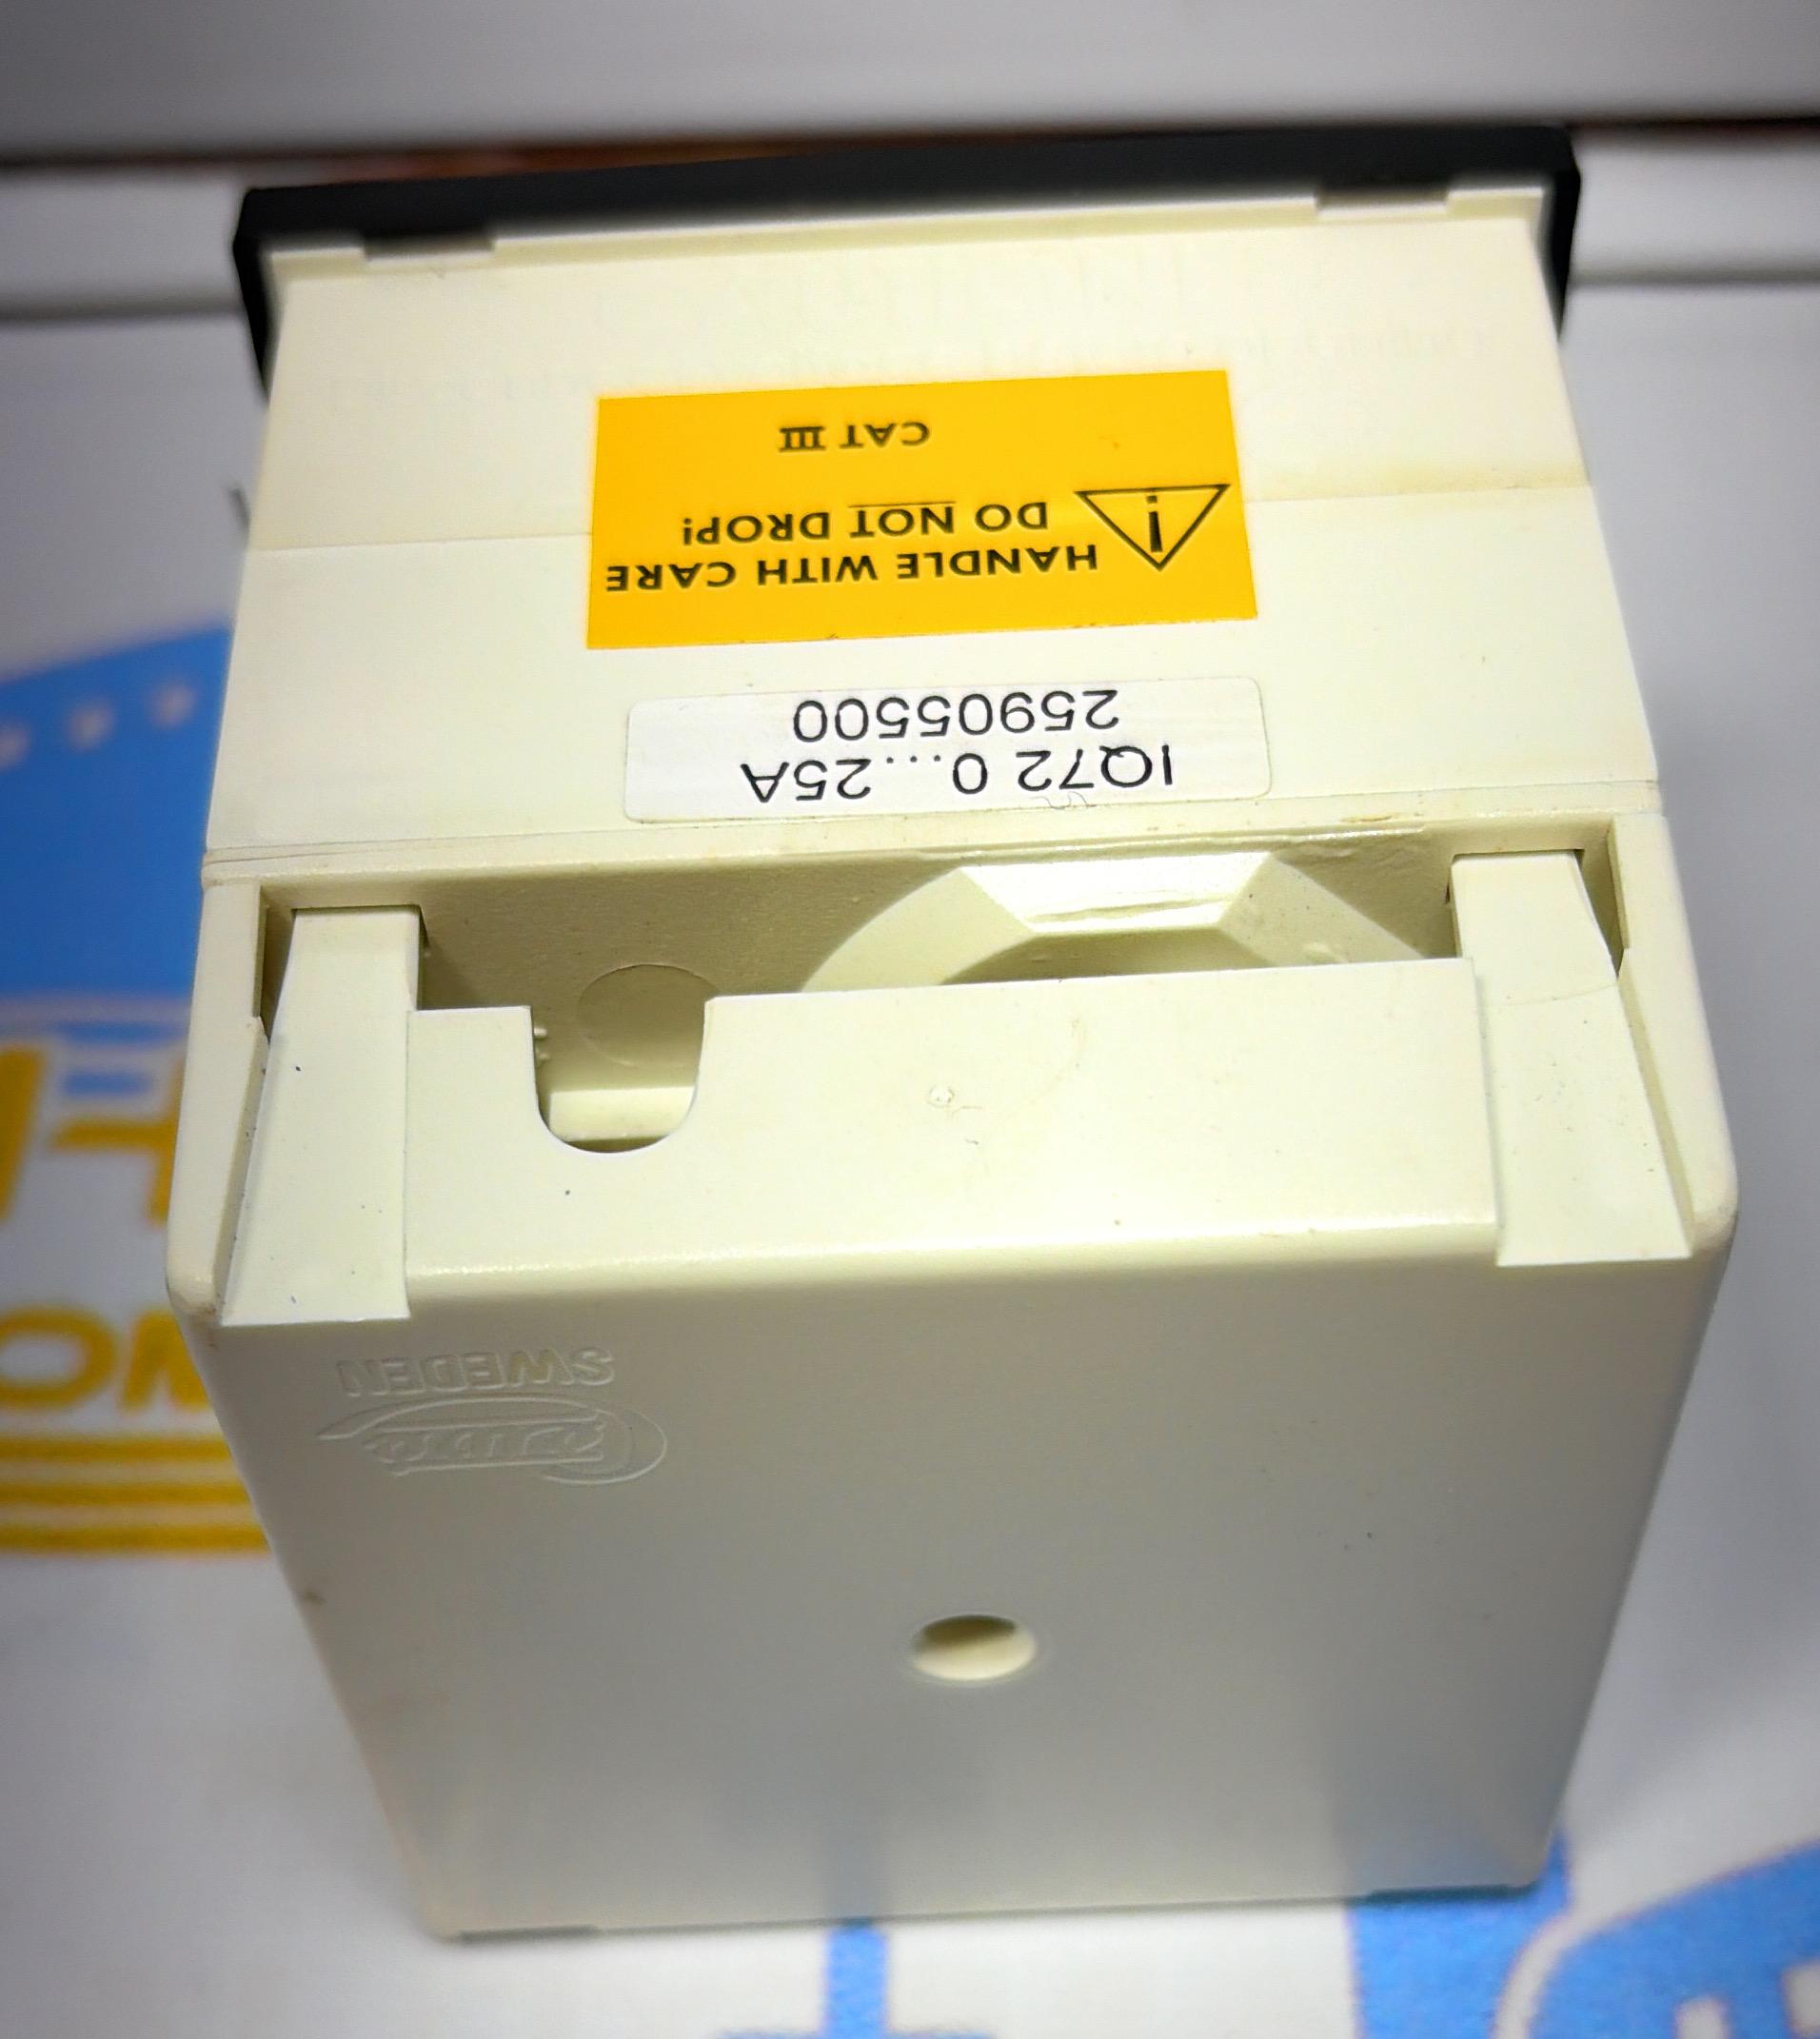 IQ72 0...25A
25905500
HANDLE WITH CARE
DO NOT DROP!
CAT III
SWEDEN